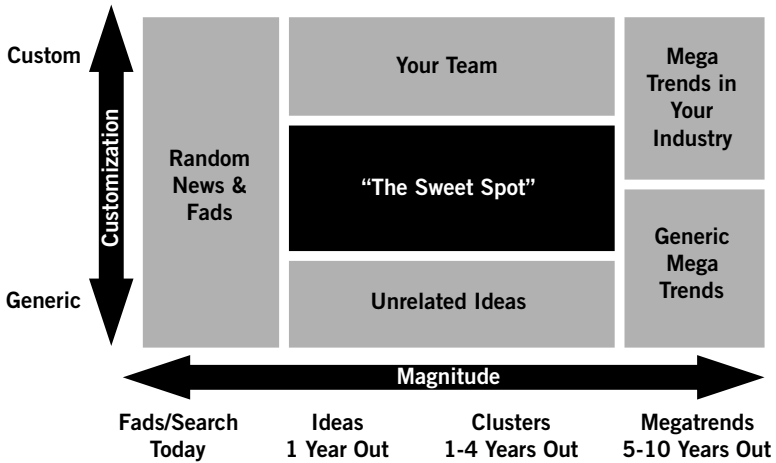 Custom
Customization
Generic
Random
News &
Fads
Your Team
“The Sweet Spot”
Unrelated Ideas
Mega
Trends in
Your
Industry
Generic
Mega
Trends
Magnitude
Fads/Search
Today
Ideas
1 Year Out
Clusters
1-4 Years Out
Megatrends
5-10 Years Out